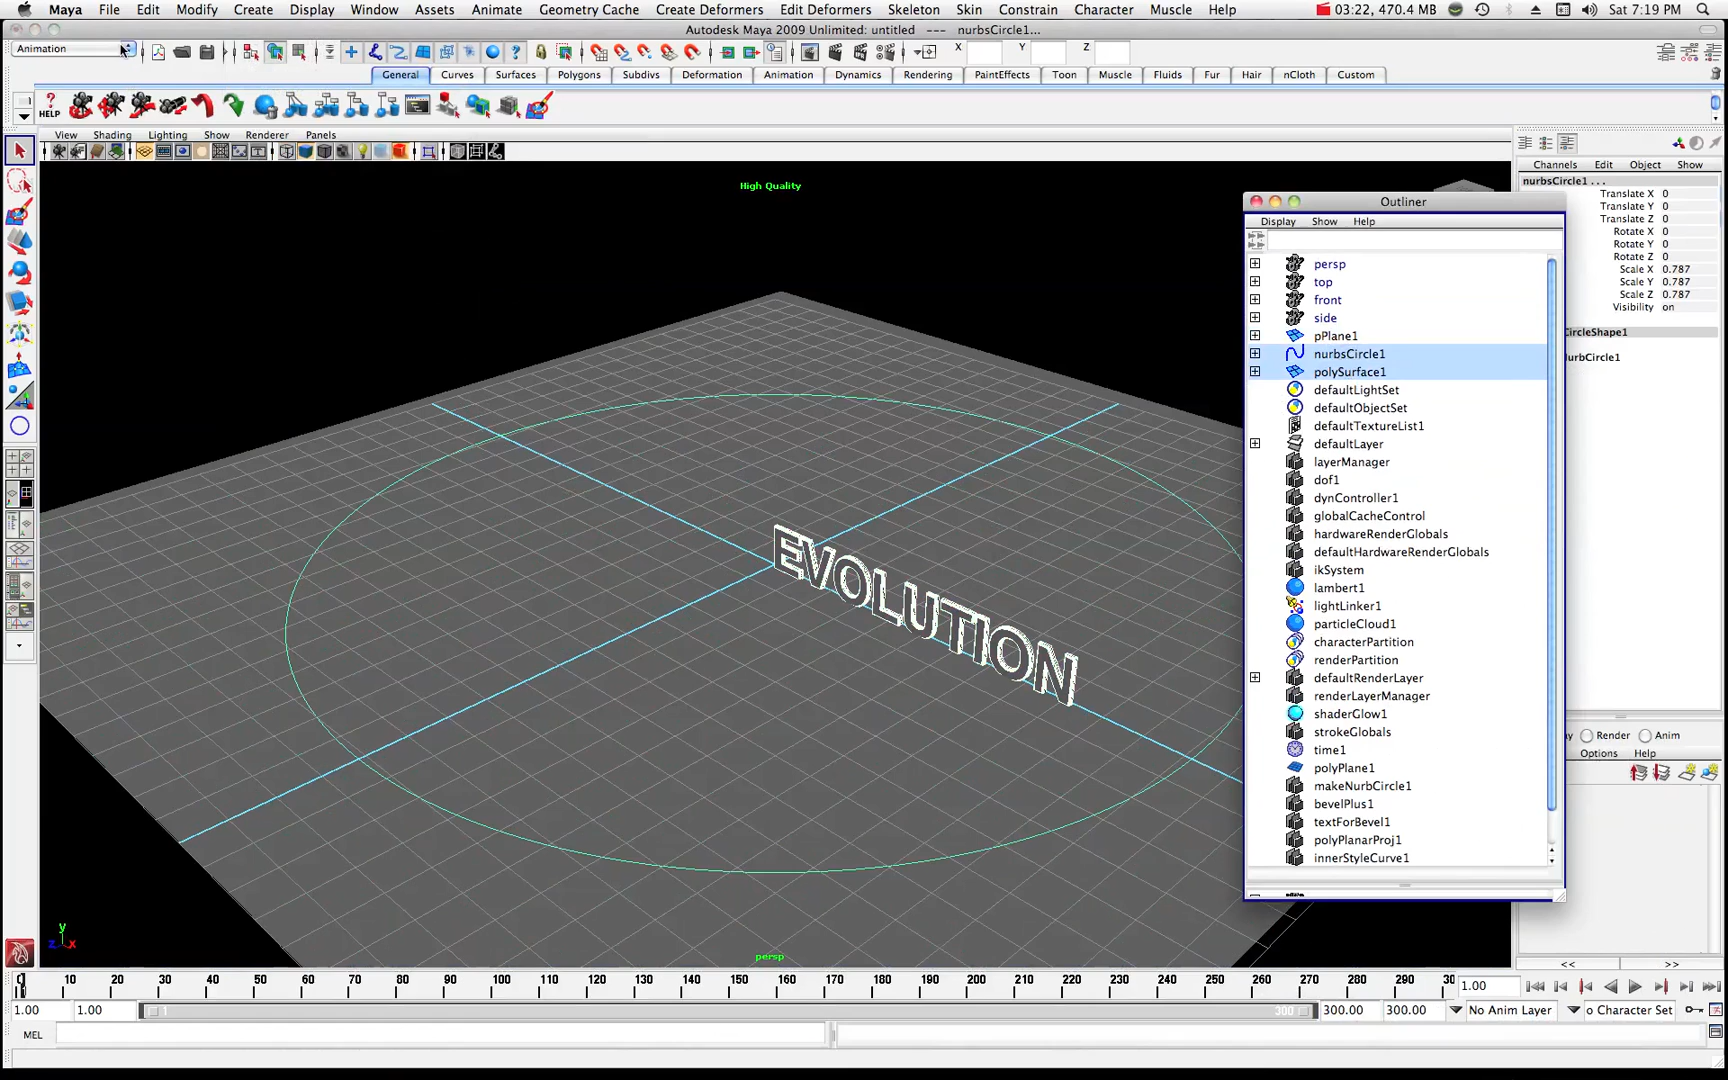 Maya File Edit Modify Create Display Window Assets Animate Geometry Cache Create Deformers Edit Deformers Skeleton Skin Constrain Character Muscle Help 03:22, 470.4 MB Sat 7:19 PM
Autodesk Maya 2009 Unlimited: untitled --- nurbsCircle1...
Animation X Y Z
General Curves Surfaces Polygons Subdivs Deformation Animation Dynamics Rendering PaintEffects Toon Muscle Fluids Fur Hair nCloth Custom
HELP
View Shading Lighting Show Renderer Panels
Channels Edit Object Show
High Quality
nurbsCircle1 ...
Translate X 0
Translate Y 0
Translate Z 0
Rotate X 0
Rotate Y 0
Rotate Z 0
Scale X 0.787
Scale Y 0.787
Scale Z 0.787
Visibility on
CircleShape1
urbCircle1
Outliner
Display Show Help
persp
top
front
side
pPlane1
nurbsCircle1
polySurface1
defaultLightSet
defaultObjectSet
defaultTextureList1
defaultLayer
layerManager
dof1
dynController1
globalCacheControl
hardwareRenderGlobals
defaultHardwareRenderGlobals
ikSystem
lambert1
lightLinker1
particleCloud1
characterPartition
renderPartition
defaultRenderLayer
renderLayerManager
shaderGlow1
strokeGlobals
time1
polyPlane1
makeNurbCircle1
bevelPlus1
textForBevel1
polyPlanarProj1
innerStyleCurve1
EVOLUTION
ay Render Anim
Options Help
y
z x
persp
<< >>
0 10 20 30 40 50 60 70 80 90 100 110 120 130 140 150 160 170 180 190 200 210 220 230 240 250 260 270 280 290 30 1.00
1.00 1.00 1 300 300.00 300.00 No Anim Layer o Character Set
MEL